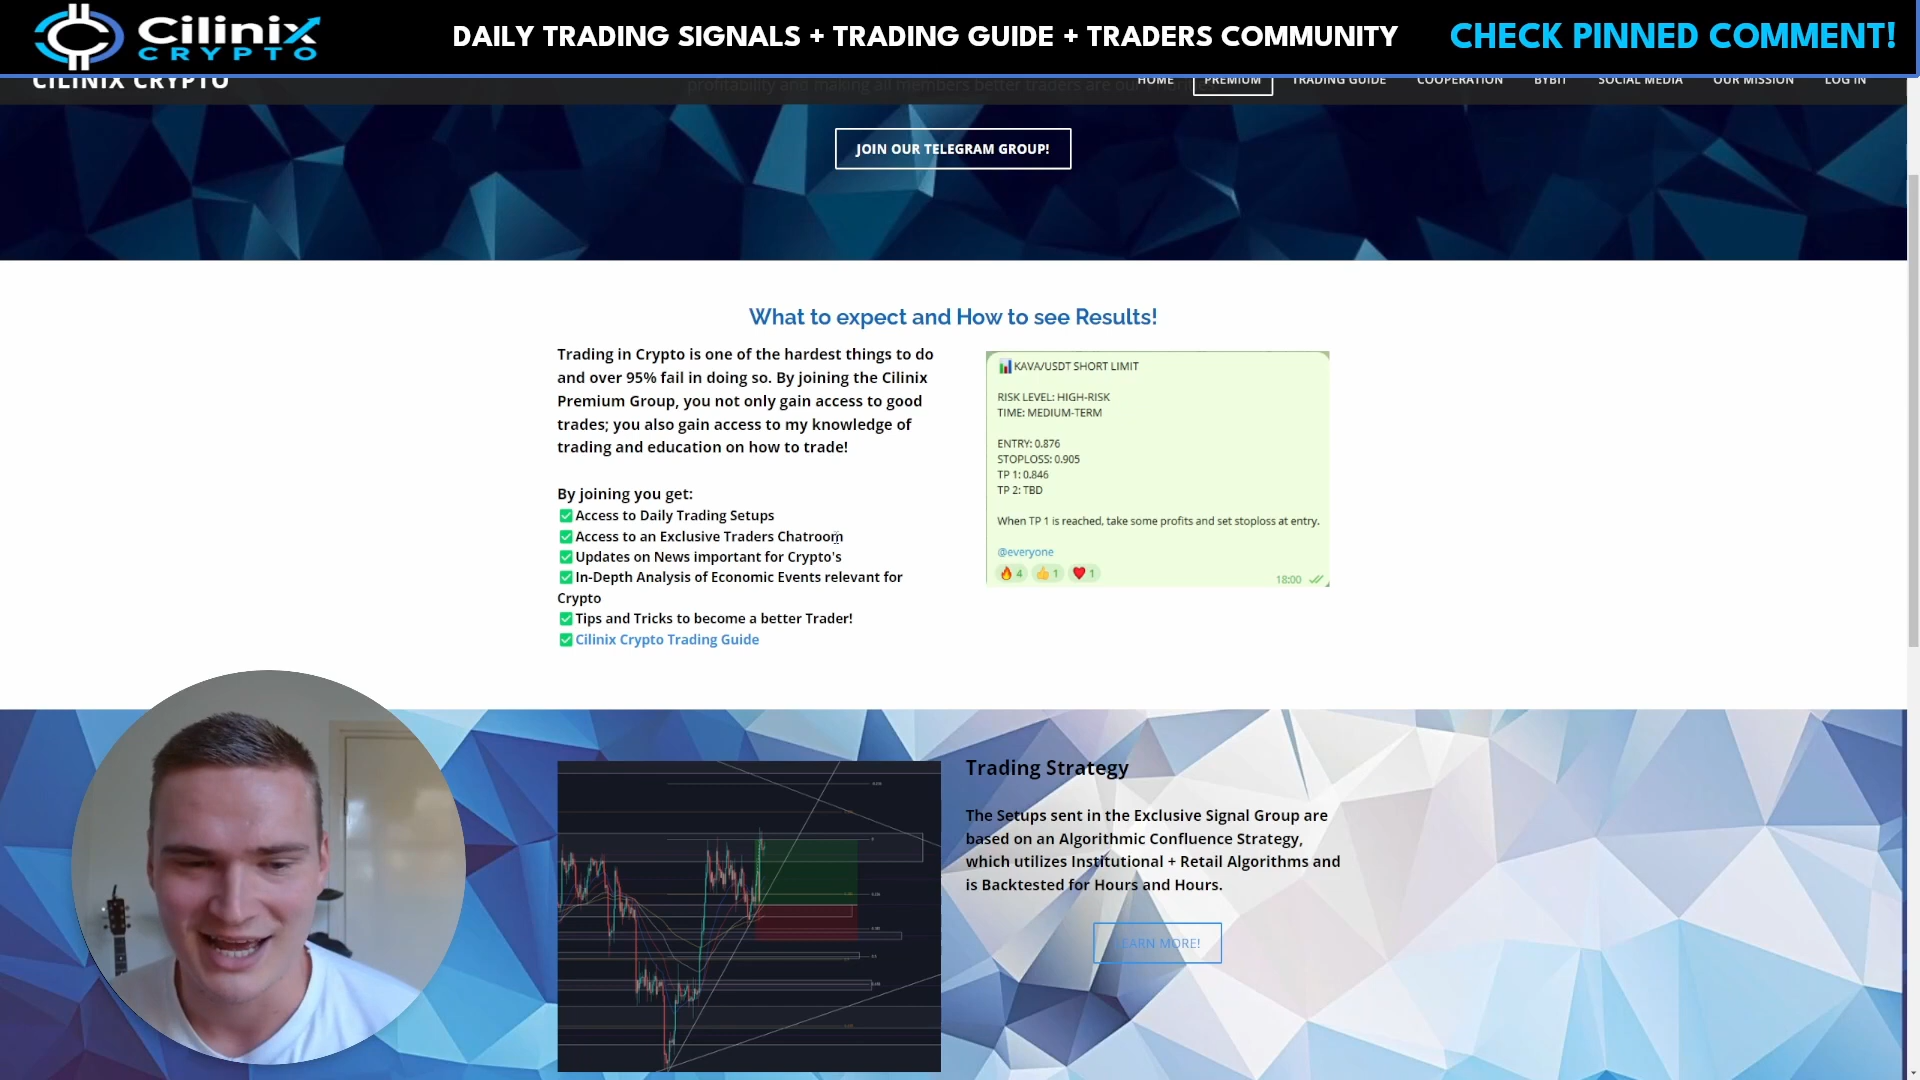 Cilinix
CRYPTO
DAILY TRADING SIGNALS + TRADING GUIDE + TRADERS COMMUNITY
CHECK PINNED COMMENT!
CILINIX CRYPTO
HOME
PREMIUM
TRADING GUIDE
COOPERATION
BYBIT
SOCIAL MEDIA
OUR MISSION
LOG IN
profitability and making all members better traders are our
JOIN OUR TELEGRAM GROUP!
What to expect and How to see Results!
Trading in Crypto is one of the hardest things to do
and over 95% fail in doing so. By joining the Cilinix
Premium Group, you not only gain access to good
trades; you also gain access to my knowledge of
trading and education on how to trade!
By joining you get:
✅ Access to Daily Trading Setups
✅ Access to an Exclusive Traders Chatroom
✅ Updates on News important for Crypto's
✅ In-Depth Analysis of Economic Events relevant for
Crypto
✅ Tips and Tricks to become a better Trader!
✅ Cilinix Crypto Trading Guide
📊 KAVA/USDT SHORT LIMIT
RISK LEVEL: HIGH-RISK
TIME: MEDIUM-TERM
ENTRY: 0.876
STOPLOSS: 0.905
TP 1: 0.846
TP 2: TBD
When TP 1 is reached, take some profits and set stoploss at entry.
@everyone
🔥 4 👍 1 ❤️ 1
18:00
Trading Strategy
The Setups sent in the Exclusive Signal Group are
based on an Algorithmic Confluence Strategy,
which utilizes Institutional + Retail Algorithms and
is Backtested for Hours and Hours.
LEARN MORE!